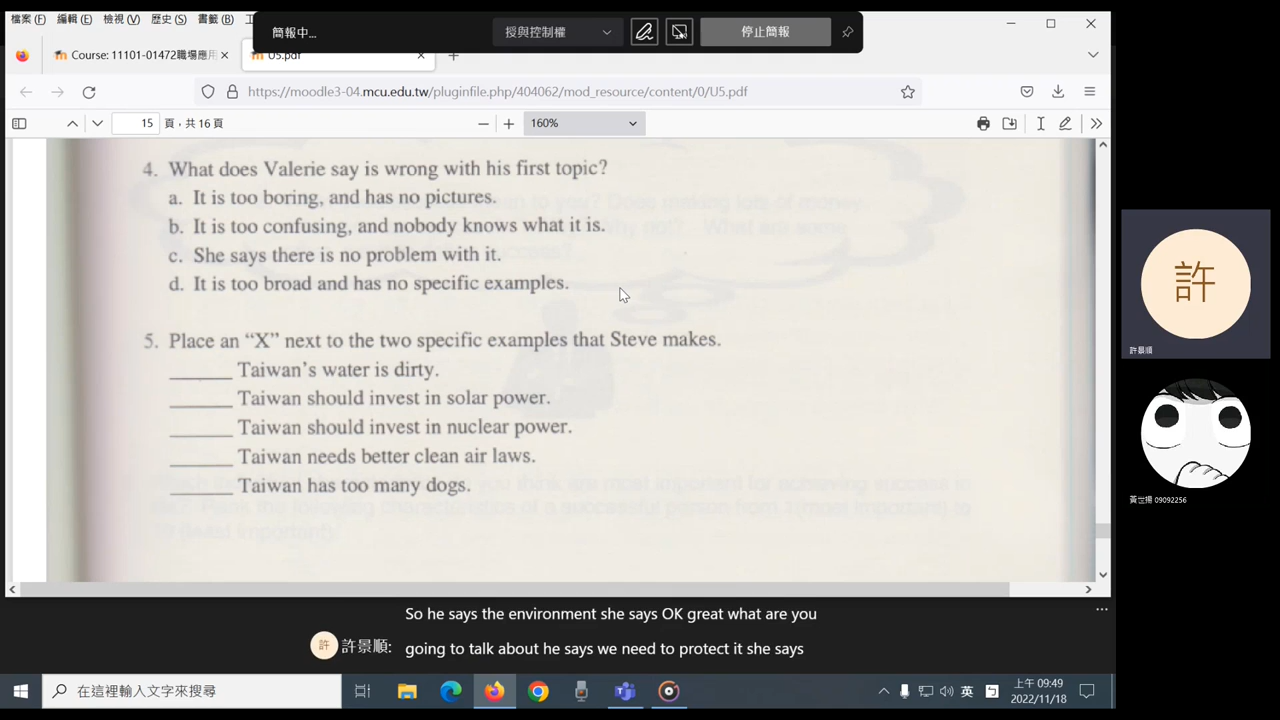 檔案(F) 編輯(E) 檢視(V) 歷史(S) 書籤(B)
簡報中...
授與控制權
停止簡報
Course: 11101-01472職場應用
U5.pdf
https://moodle3-04.mcu.edu.tw/pluginfile.php/404062/mod_resource/content/0/U5.pdf
15 頁，共 16 頁
160%
4. What does Valerie say is wrong with his first topic?
a. It is too boring, and has no pictures.
b. It is too confusing, and nobody knows what it is.
c. She says there is no problem with it.
d. It is too broad and has no specific examples.
5. Place an “X” next to the two specific examples that Steve makes.
______ Taiwan’s water is dirty.
______ Taiwan should invest in solar power.
______ Taiwan should invest in nuclear power.
______ Taiwan needs better clean air laws.
______ Taiwan has too many dogs.
許
許景順
黃世揚 09092256
So he says the environment she says OK great what are you
許 許景順: going to talk about he says we need to protect it she says
在這裡輸入文字來搜尋
英
上午 09:49
2022/11/18